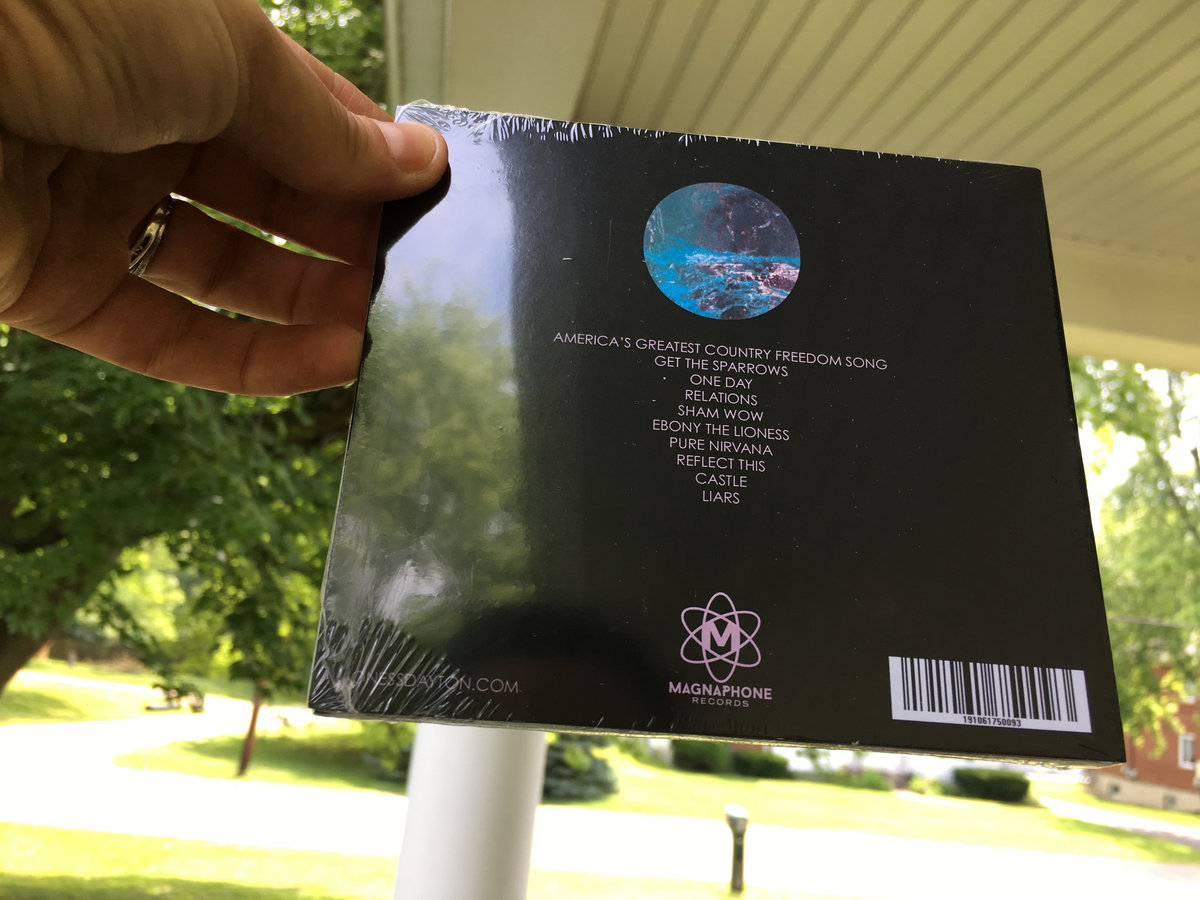 AMERICA'S GREATEST COUNTRY FREEDOM SONG
GET THE SPARROWS
ONE DAY
RELATIONS
SHAM WOW
EBONY THE LIONESS
PURE NIRVANA
REFLECT THIS
CASTLE
LIARS
M
MAGNAPHONE
RECORDS
191061750093